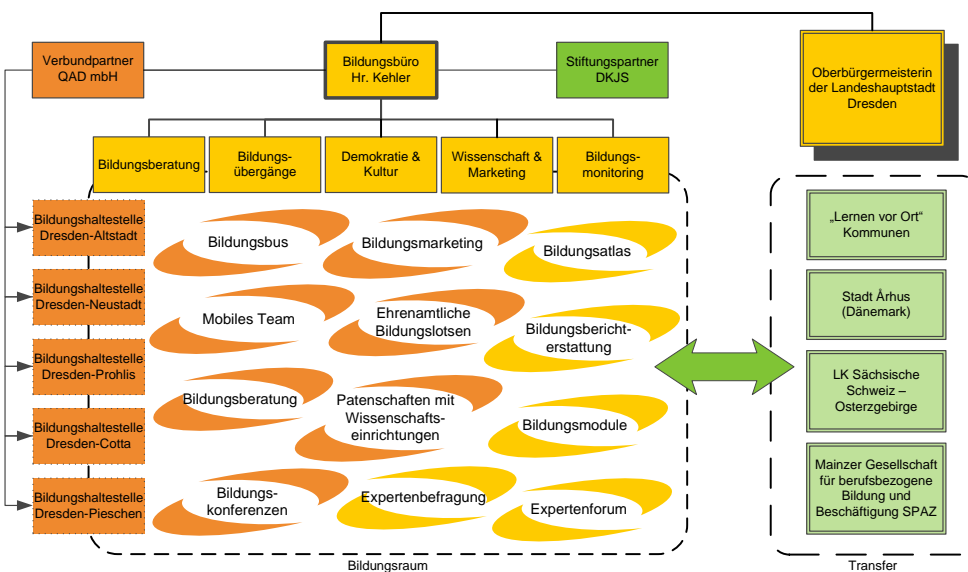 Verbundpartner
QAD mbH
Bildungsbüro
Hr. Kehler
Stiftungspartner
DKJS
Oberbürgermeisterin
der Landeshauptstadt
Dresden
Bildungsberatung
Bildungs-
übergänge
Demokratie &
Kultur
Wissenschaft &
Marketing
Bildungs-
monitoring
Bildungshaltestelle
Dresden-Altstadt
Bildungshaltestelle
Dresden-Neustadt
Bildungshaltestelle
Dresden-Prohlis
Bildungshaltestelle
Dresden-Cotta
Bildungshaltestelle
Dresden-Pieschen
Bildungsbus
Bildungsmarketing
Bildungsatlas
Mobiles Team
Ehrenamtliche
Bildungslotsen
Bildungsbericht-
erstattung
Bildungsberatung
Patenschaften mit
Wissenschafts-
einrichtungen
Bildungsmodule
Bildungs-
konferenzen
Expertenbefragung
Expertenforum
„Lernen vor Ort“
Kommunen
Stadt Århus
(Dänemark)
LK Sächsische
Schweiz –
Osterzgebirge
Mainzer Gesellschaft
für berufsbezogene
Bildung und
Beschäftigung SPAZ
Bildungsraum
Transfer